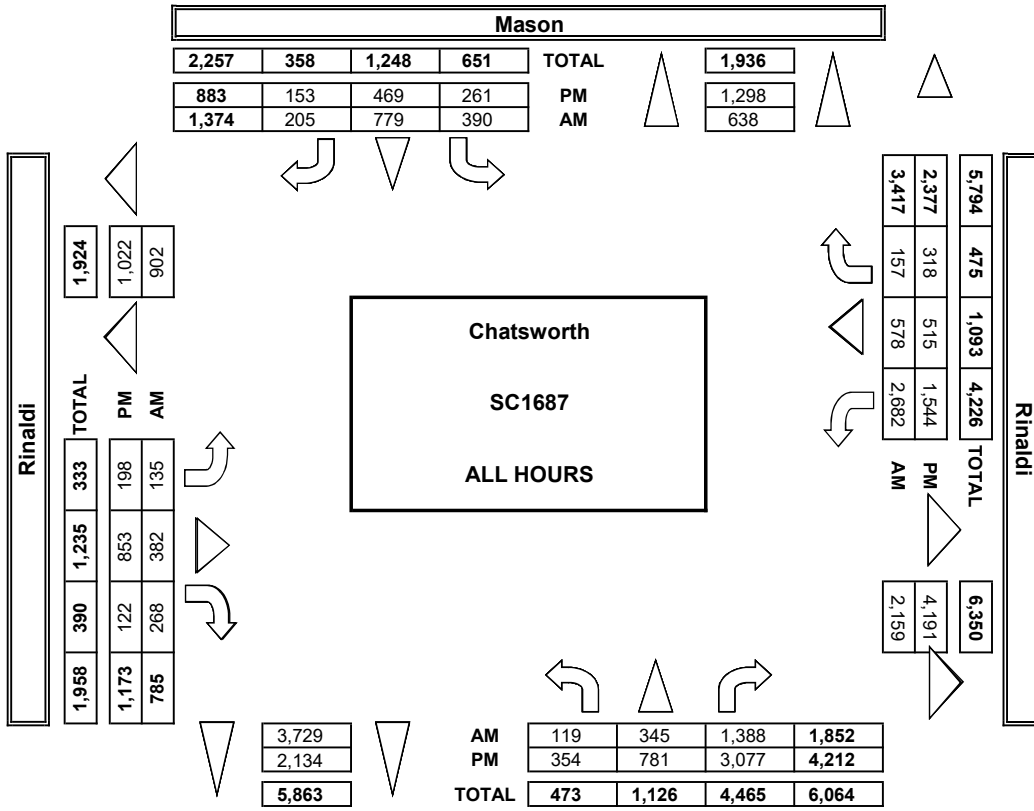 Mason
2,257 358 1,248 651 TOTAL 1,936
883 153 469 261 PM 1,298
1,374 205 779 390 AM 638
Rinaldi
1,924
1,022
902
TOTAL
PM
AM
333 1,235 390 1,958
198 853 122 1,173
135 382 268 785
Chatsworth
SC1687
ALL HOURS
5,794 475 1,093 4,226 TOTAL
2,377 318 515 1,544 PM
3,417 157 578 2,682 AM
6,350
4,191
2,159
Rinaldi
3,729 AM 119 345 1,388 1,852
2,134 PM 354 781 3,077 4,212
5,863 TOTAL 473 1,126 4,465 6,064